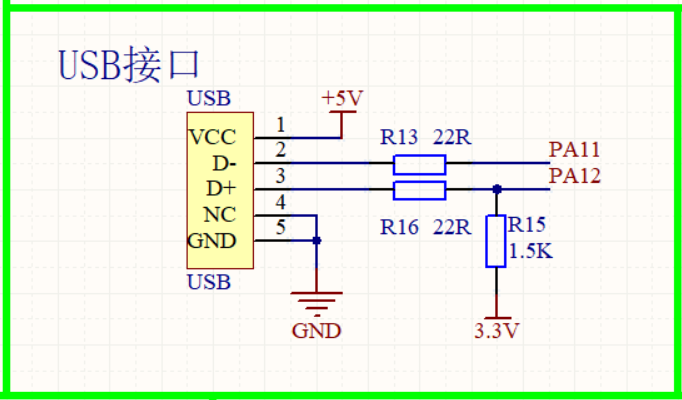 USB接口
USB
+5V
VCC 1
D- 2
D+ 3
NC 4
GND 5
USB
R13 22R
PA11
PA12
R16 22R
R15
1.5K
GND
3.3V